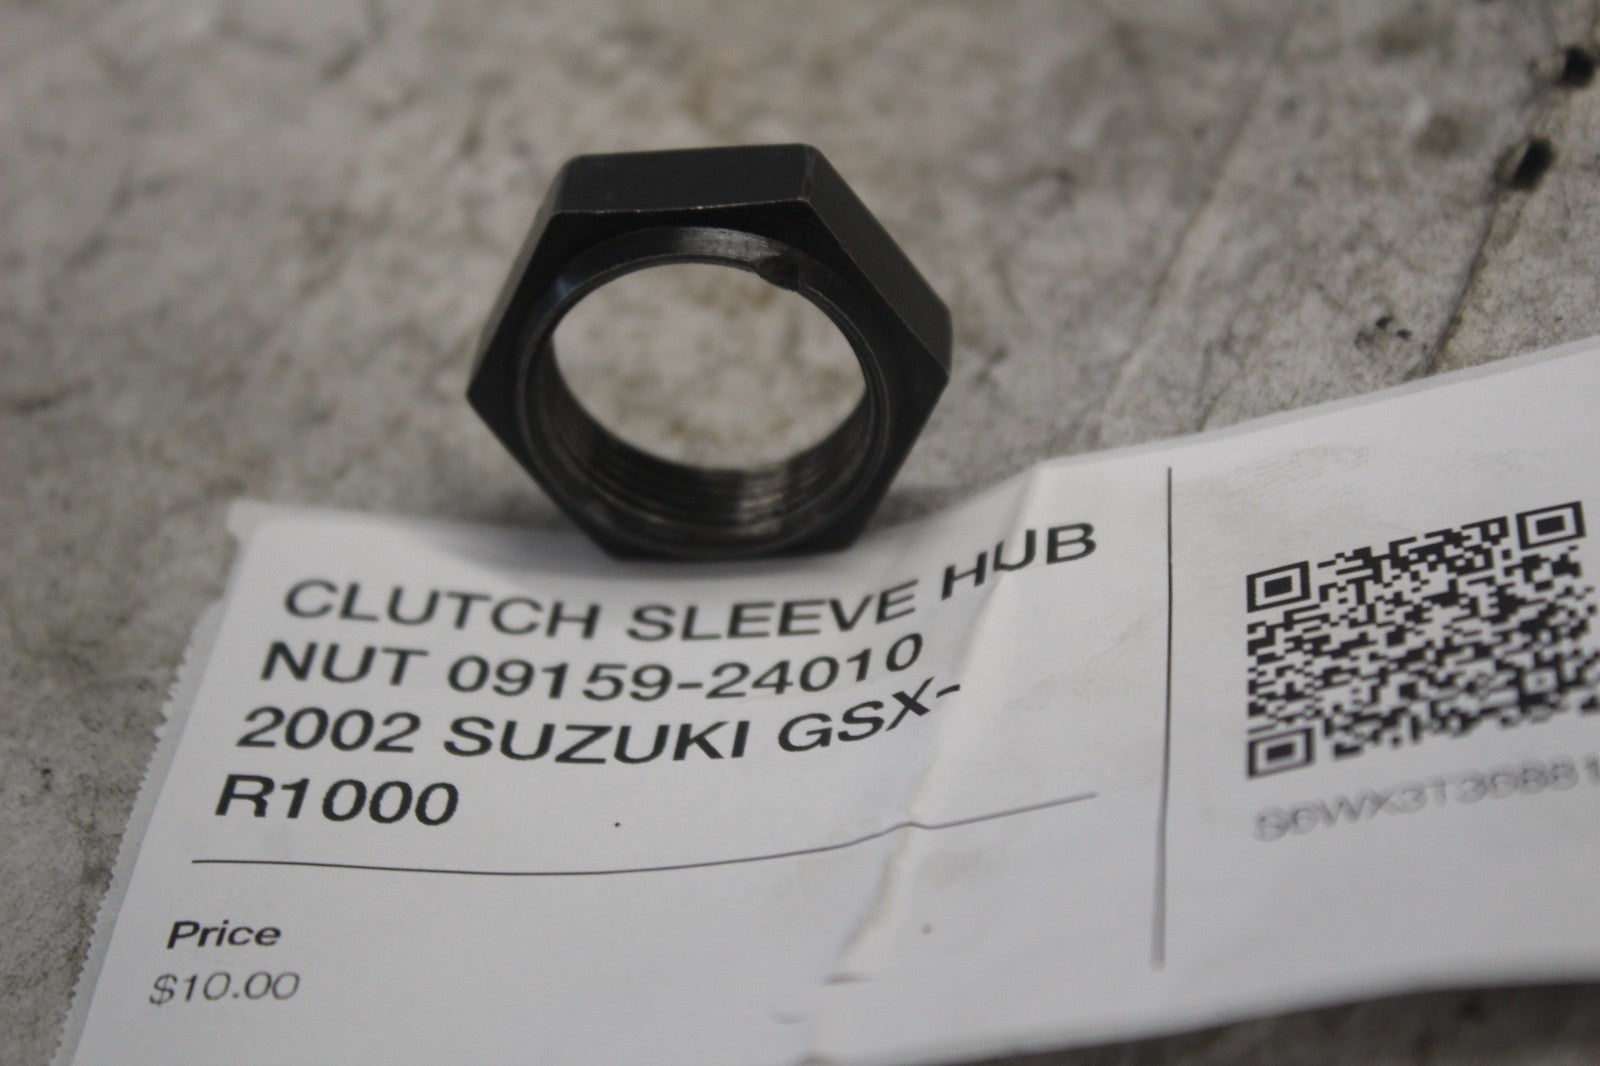 CLUTCH SLEEVE HUB
NUT 09159-24010
2002 SUZUKI GSX-
R1000
Price
$10.00